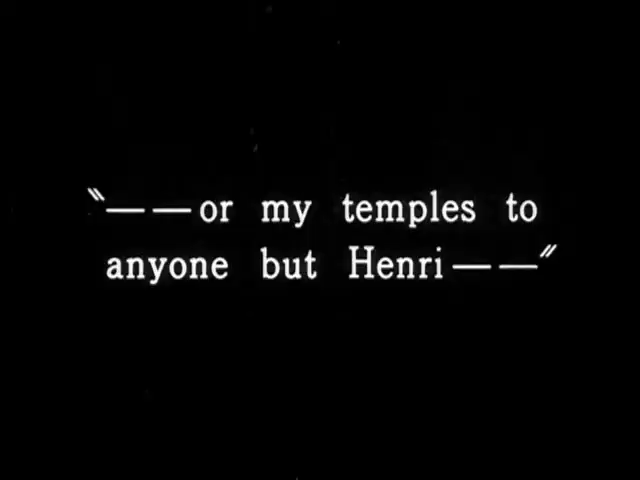 "— —or my temples to
anyone but Henri— —"